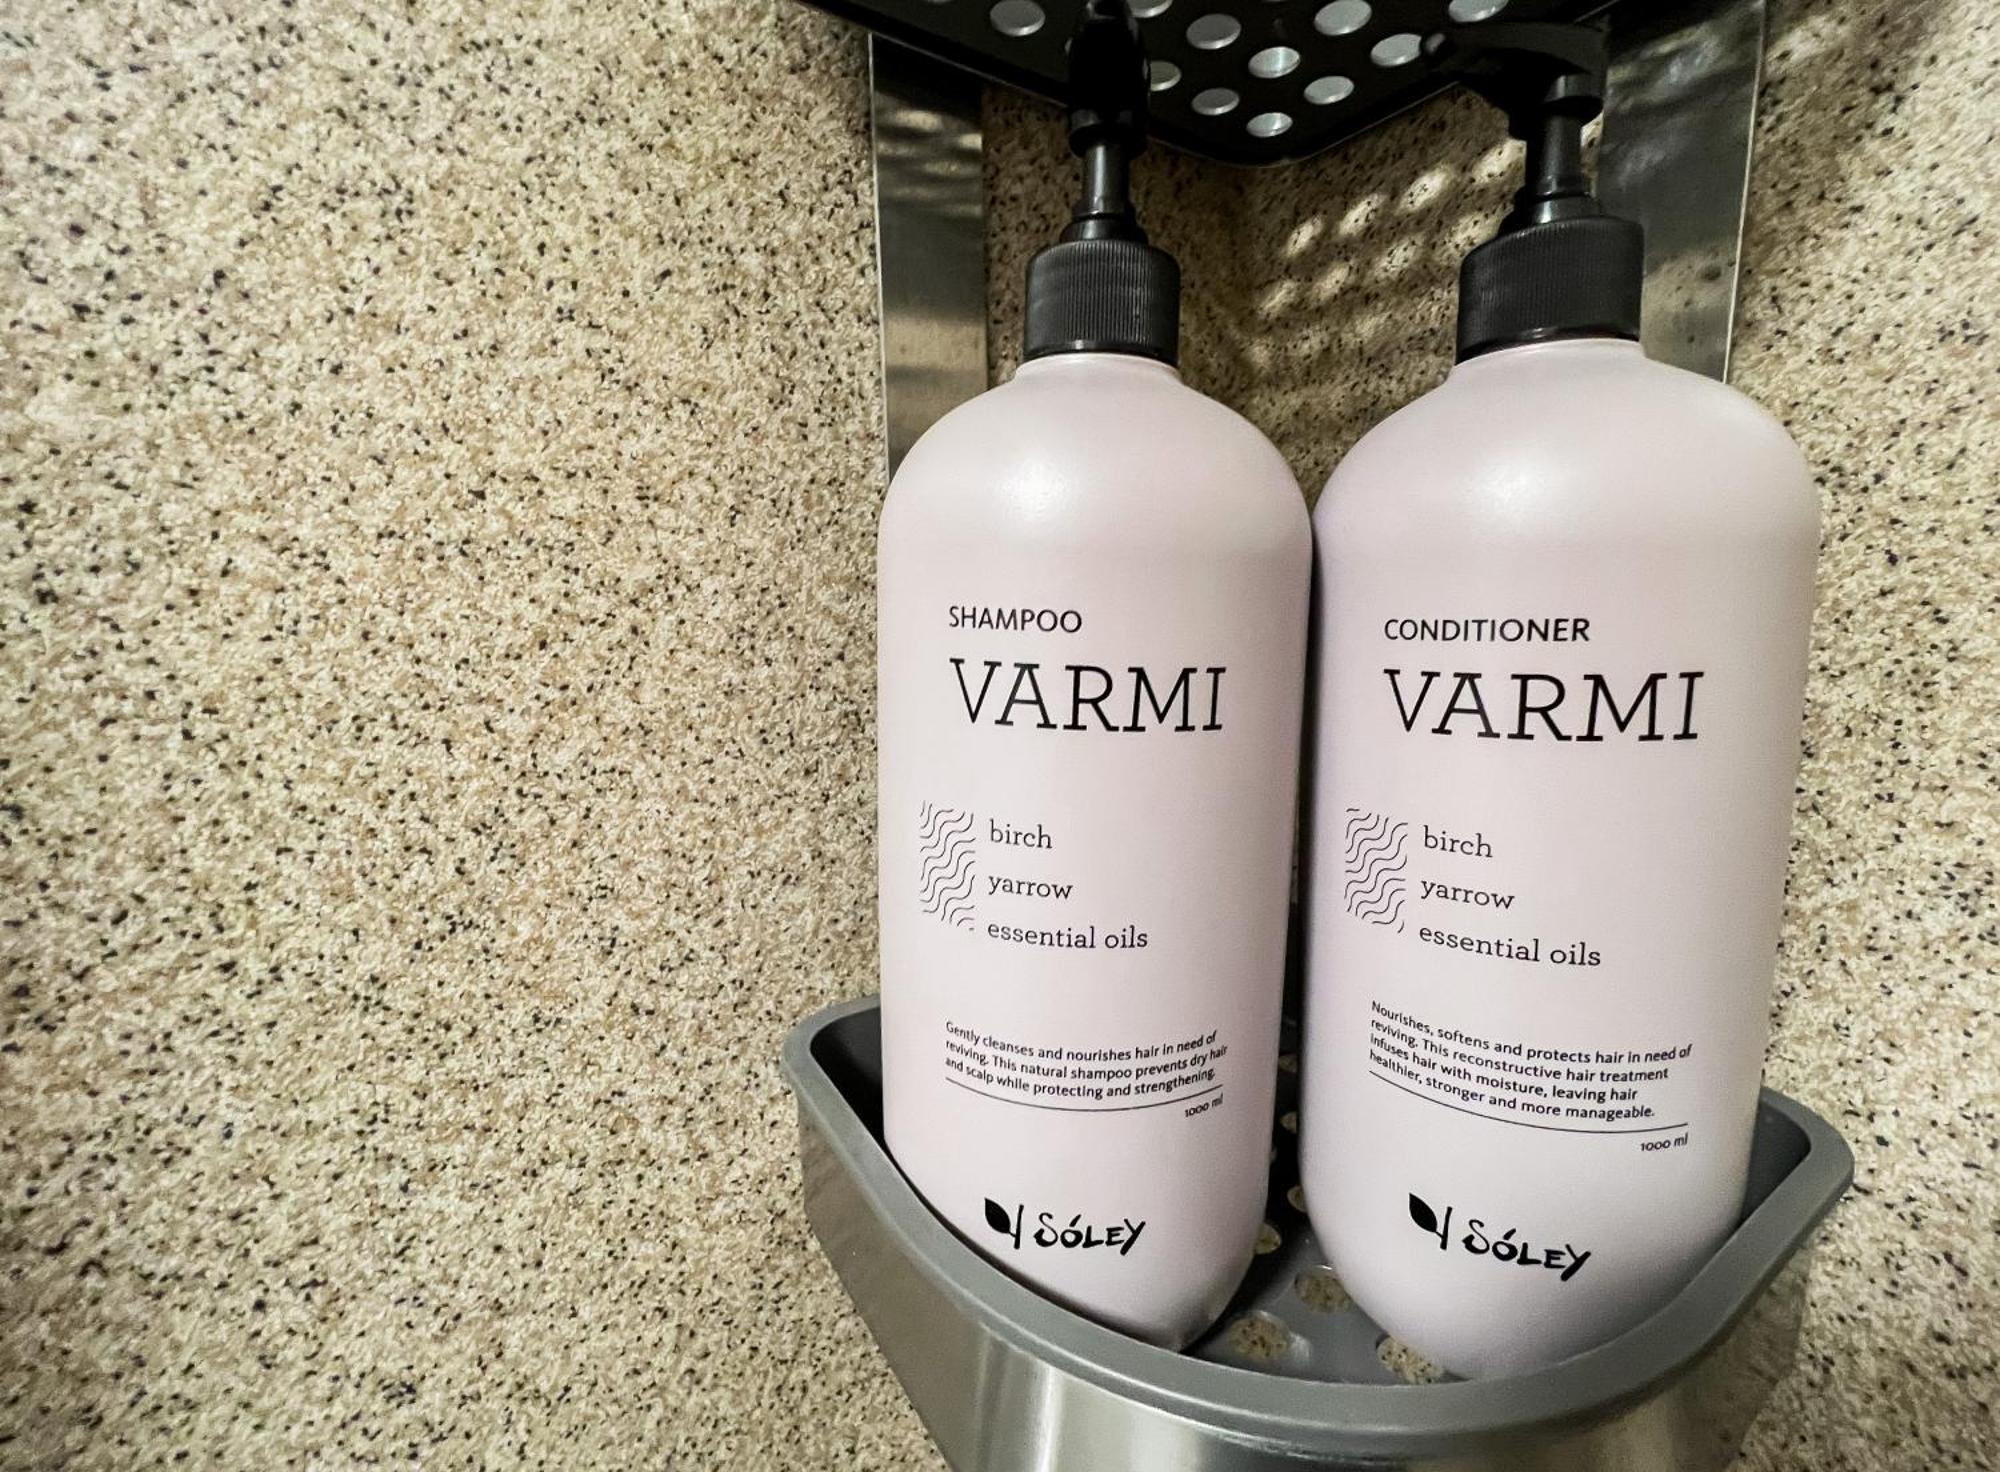 SHAMPOO
VARMI
birch
yarrow
essential oils
Gently cleanses and nourishes hair in need of
reviving. This natural shampoo prevents dry hair
and scalp while protecting and strengthening.
1000 ml
SÓLEY
CONDITIONER
VARMI
birch
yarrow
essential oils
Nourishes, softens and protects hair in need of
reviving. This reconstructive hair treatment
infuses hair with moisture, leaving hair
healthier, stronger and more manageable.
1000 ml
SÓLEY